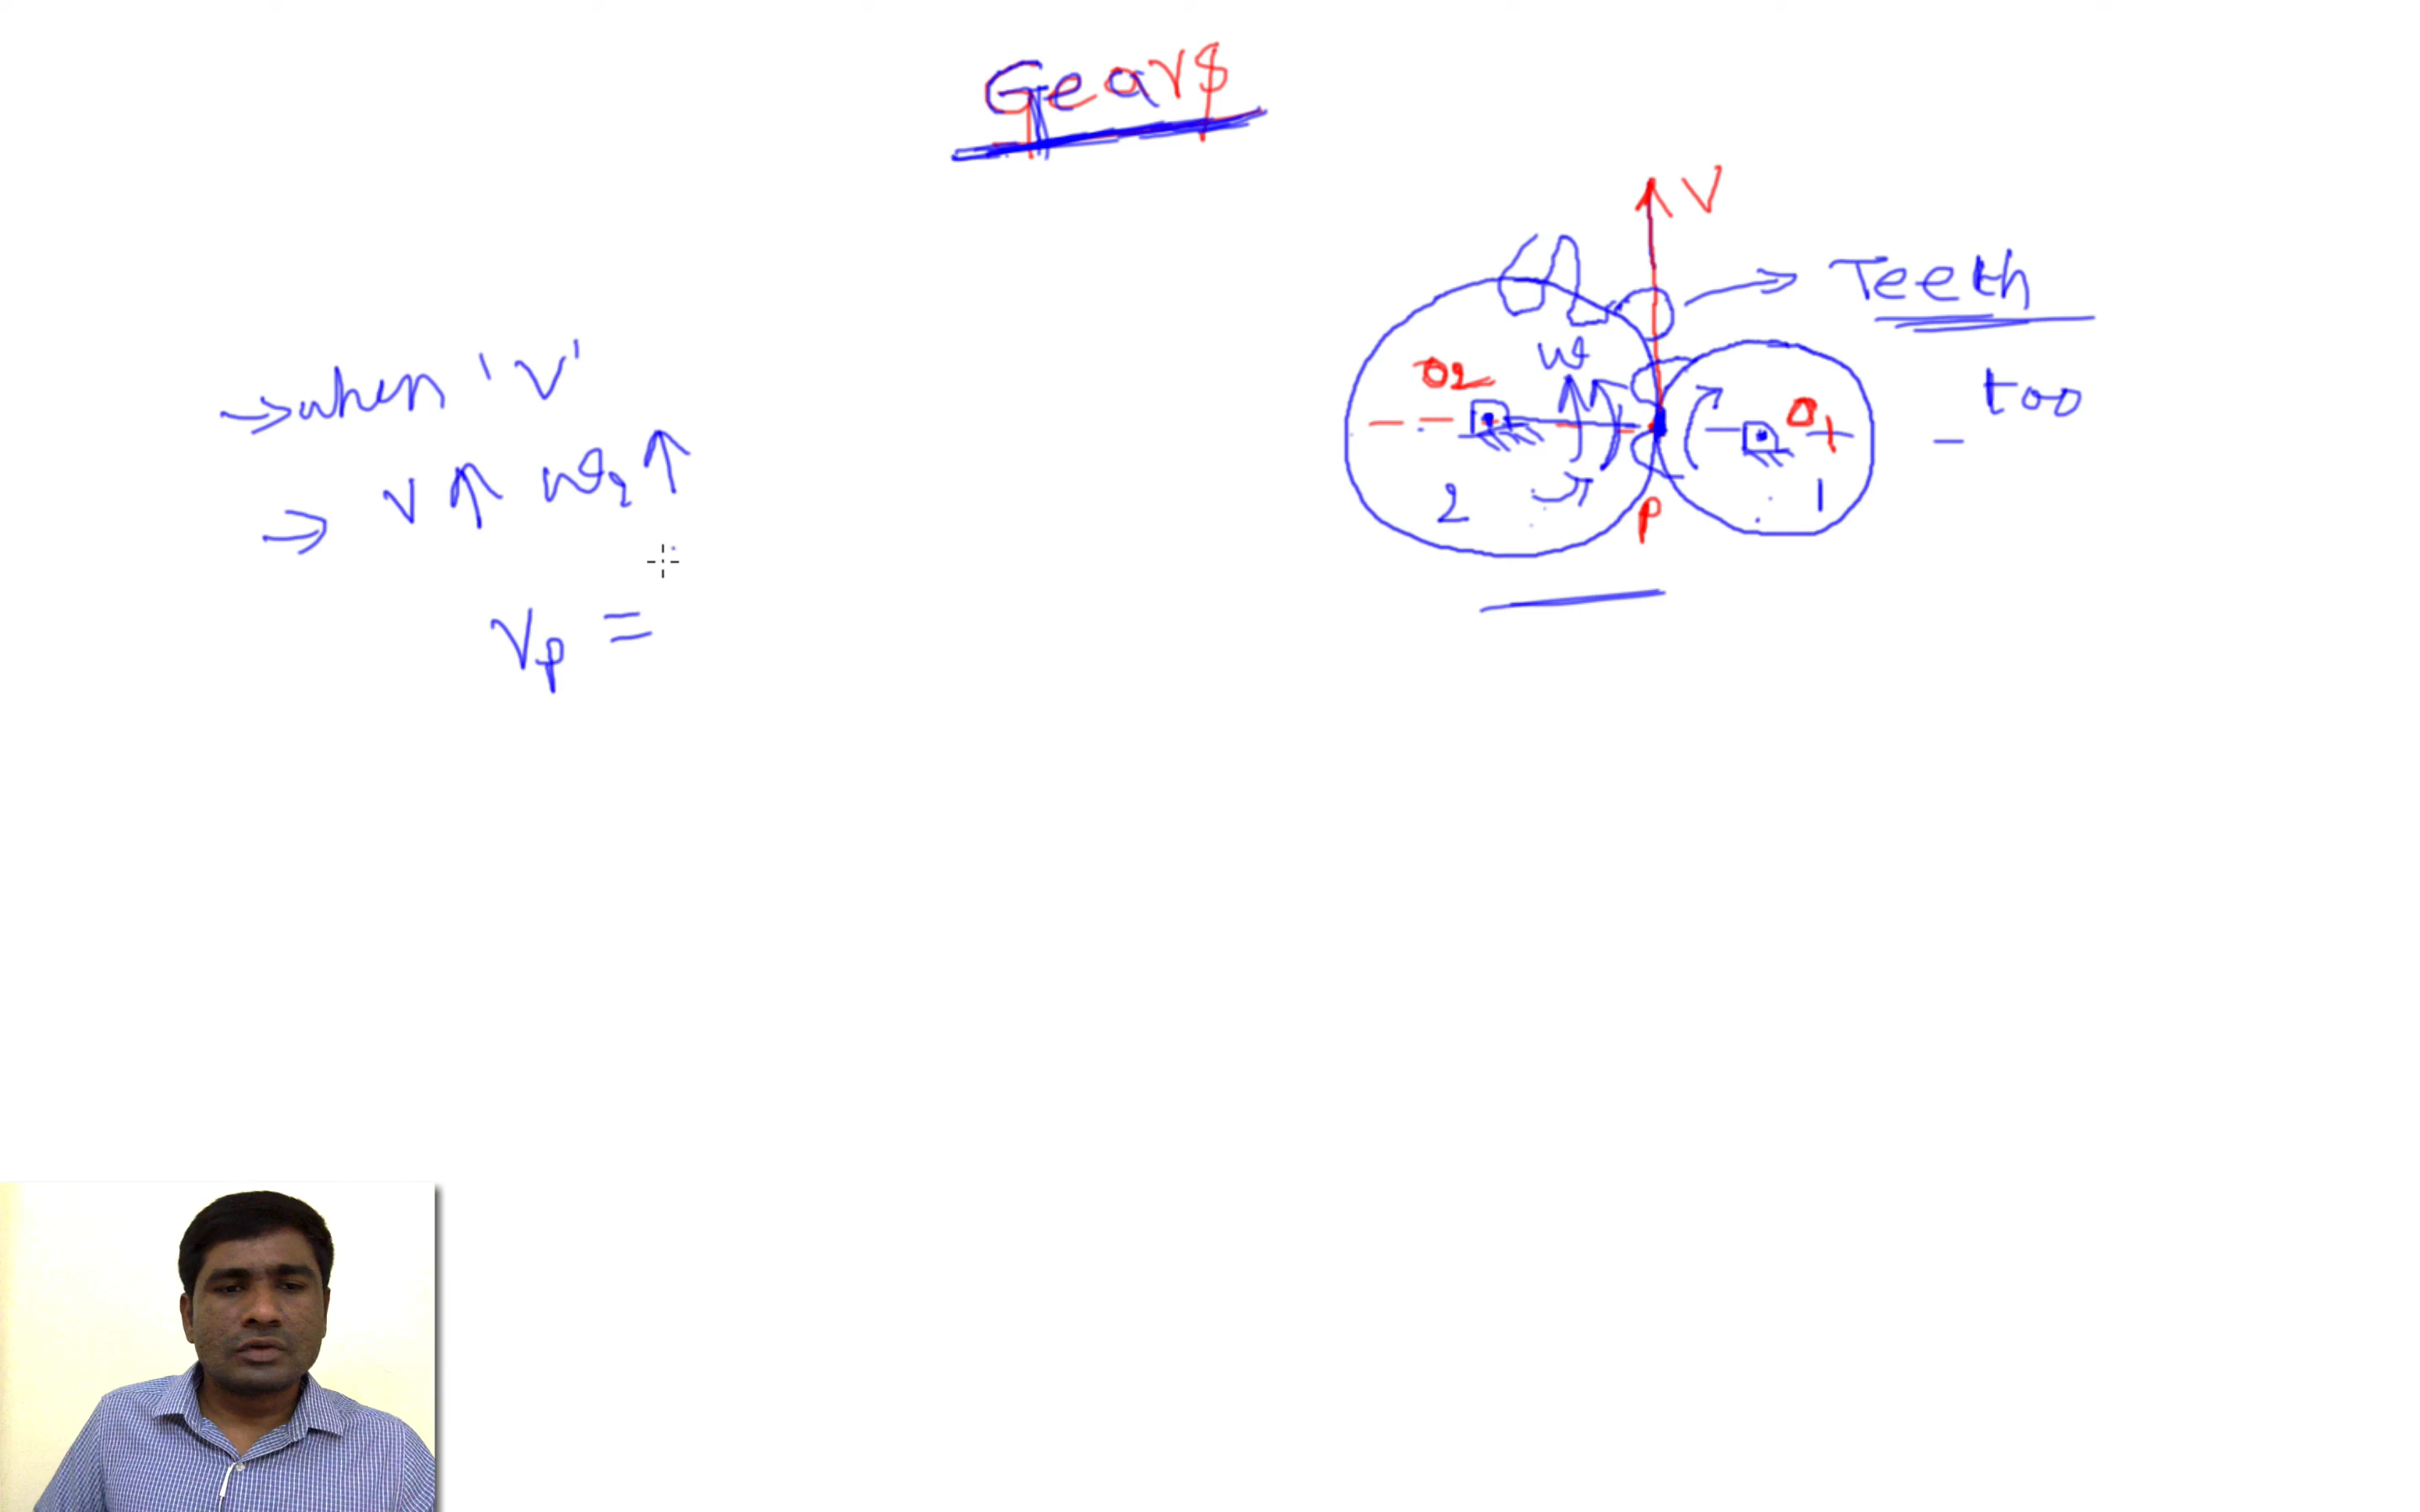 Gears
V
Teeth
O2
O1
too
2
1
P
→ when 'v'
→ v ↑ ω2 ↑
Vp =